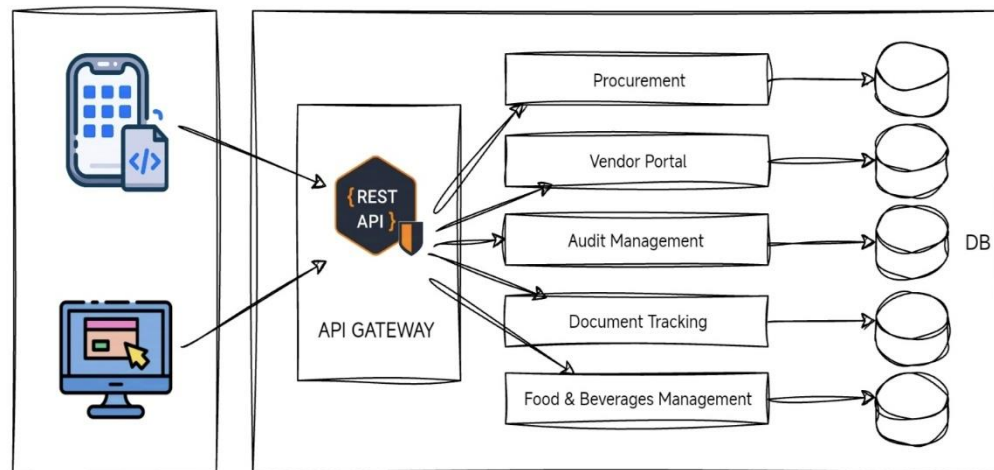 </>
{REST
API}
API GATEWAY
Procurement
Vendor Portal
Audit Management
Document Tracking
Food & Beverages Management
DB